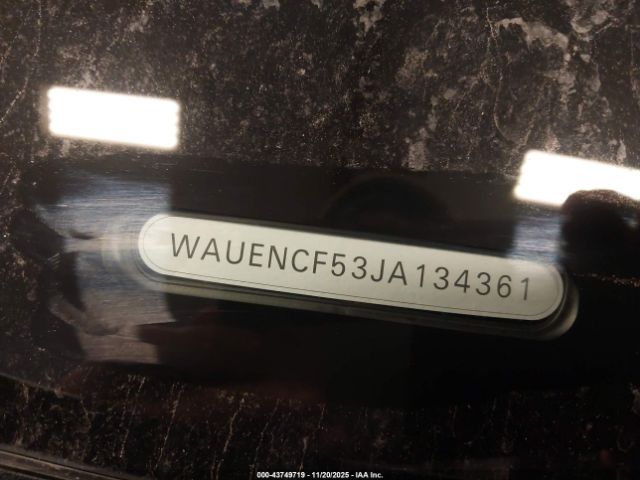 WAUENCF53JA134361
000-43749719 - 11/20/2025 - IAA Inc.